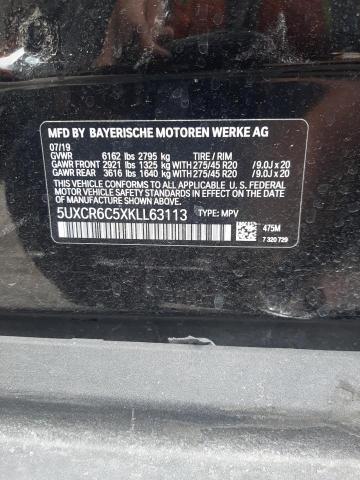 MFD BY BAYERISCHE MOTOREN WERKE AG
07/19
GVWR 6162 lbs 2795 kg TIRE / RIM
GAWR FRONT 2921 lbs 1325 kg WITH 275/45 R20 / 9.0J x 20
GAWR REAR 3616 lbs 1640 kg WITH 275/45 R20 / 9.0J x 20
THIS VEHICLE CONFORMS TO ALL APPLICABLE U.S.
FEDERAL MOTOR VEHICLE SAFETY AND THEFT
PREVENTION STANDARDS IN EFFECT ON THE DATE
OF MANUFACTURE SHOWN ABOVE.
5UXCR6C5XKLL63113 TYPE: MPV
475M
7 320 729